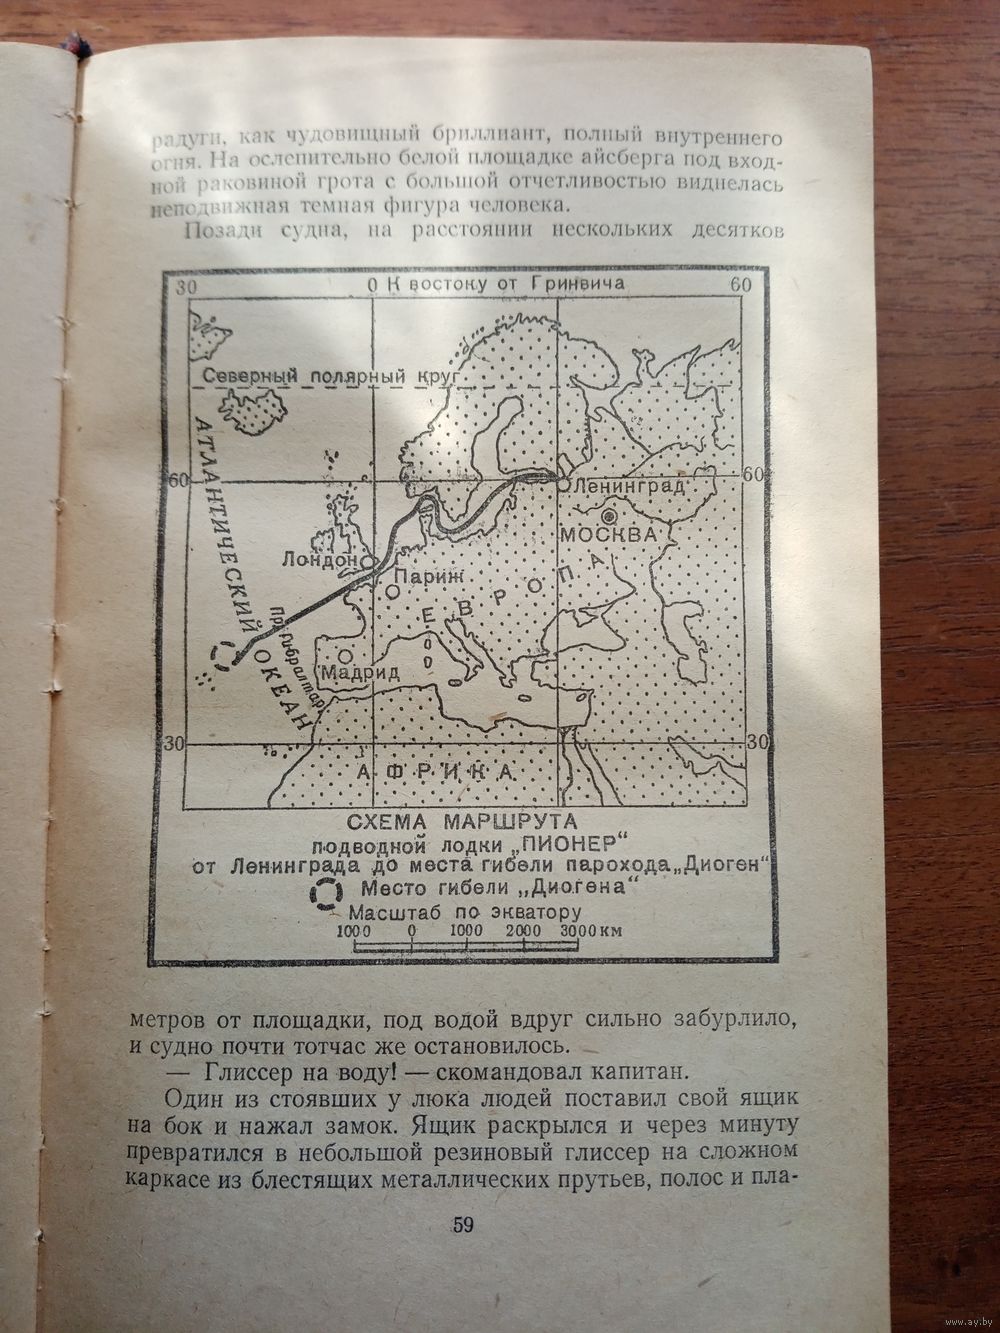 радуги, как чудовищный бриллиант, полный внутреннего
огня. На ослепительно белой площадке айсберга под вход-
ной раковиной грота с большой отчетливостью виднелась
неподвижная темная фигура человека.
Позади судна, на расстоянии нескольких десятков
30 0 К востоку от Гринвича 60
Северный полярный круг
АТЛАНТИЧЕСКИЙ ОКЕАН
60 60
Ленинград
МОСКВА
Лондон
Париж
ЕВРОПА
Пр. Гибралтар
Мадрид
30 30
АФРИКА
СХЕМА МАРШРУТА
подводной лодки „ПИОНЕР“
от Ленинграда до места гибели парохода „Диоген“
Место гибели „Диогена“
Масштаб по экватору
1000 0 1000 2000 3000 км
метров от площадки, под водой вдруг сильно забурлило,
и судно почти тотчас же остановилось.
— Глиссер на воду! — скомандовал капитан.
Один из стоявших у люка людей поставил свой ящик
на бок и нажал замок. Ящик раскрылся и через минуту
превратился в небольшой резиновый глиссер на сложном
каркасе из блестящих металлических прутьев, полос и пла-
59
www.ay.by